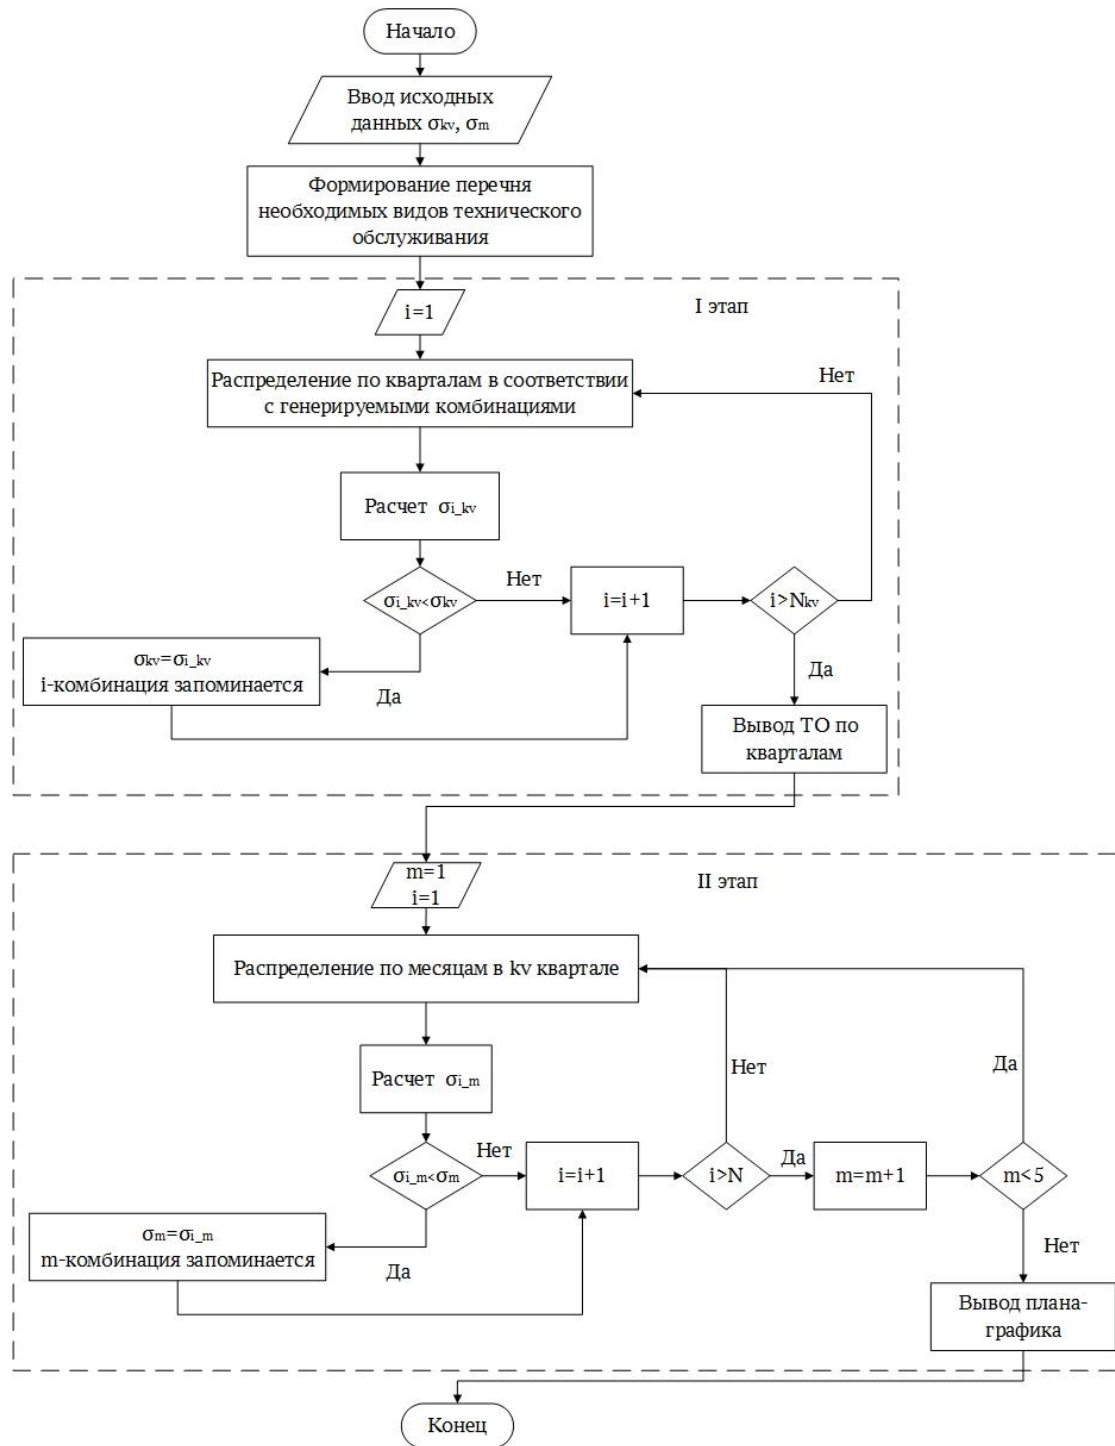 Начало
Ввод исходных
данных σkv, σm
Формирование перечня
необходимых видов технического
обслуживания
I этап
i=1
Распределение по кварталам в соответствии
с генерируемыми комбинациями
Нет
Расчет σi_kv
σi_kv<σkv
Нет
i=i+1
i>Nkv
σkv=σi_kv
i-комбинация запоминается
Да
Да
Вывод ТО по
кварталам
m=1
i=1
II этап
Распределение по месяцам в kv квартале
Расчет σi_m
Нет
Да
σi_m<σm
Нет
i=i+1
i>N
Да
m=m+1
m<5
σm=σi_m
m-комбинация запоминается
Да
Нет
Вывод плана-
графика
Конец